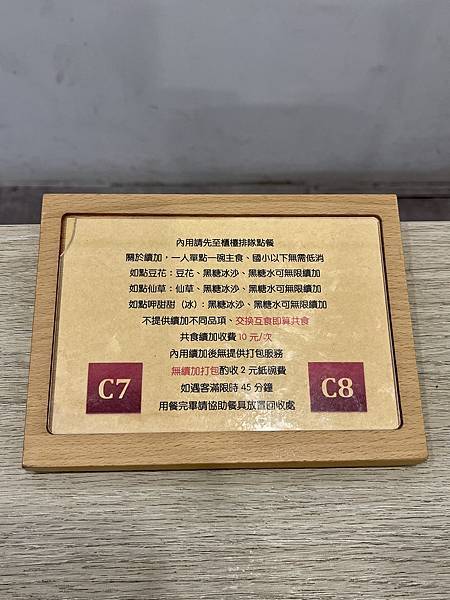 內用請先至櫃檯排隊點餐
關於續加，一人單點一碗主食、國小以下無需低消
如點豆花：豆花、黑糖冰沙、黑糖水可無限續加
如點仙草：仙草、黑糖冰沙、黑糖水可無限續加
如點呷甜甜（冰）：黑糖冰沙、黑糖水可無限續加
不提供續加不同品項、交換互食即算共食
共食續加收費 10 元/次
內用續加後無提供打包服務
無續加打包酌收 2 元紙碗費
如遇客滿限時 45 分鐘
用餐完畢請協助餐具放置回收處
C7
C8